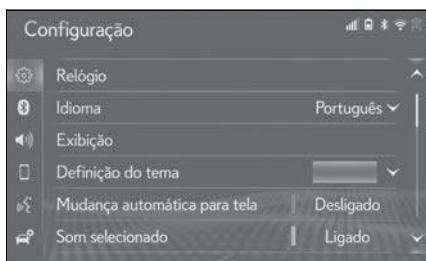 Configuração
Relógio
Idioma Português
Exibição
Definição do tema
Mudança automática para tela Desligado
Som selecionado Ligado